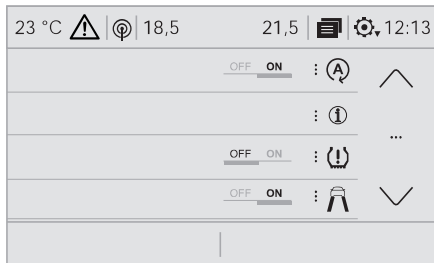 23 °C 18,5 21,5 12:13
OFF ON A
i
OFF ON (!)
OFF ON
...